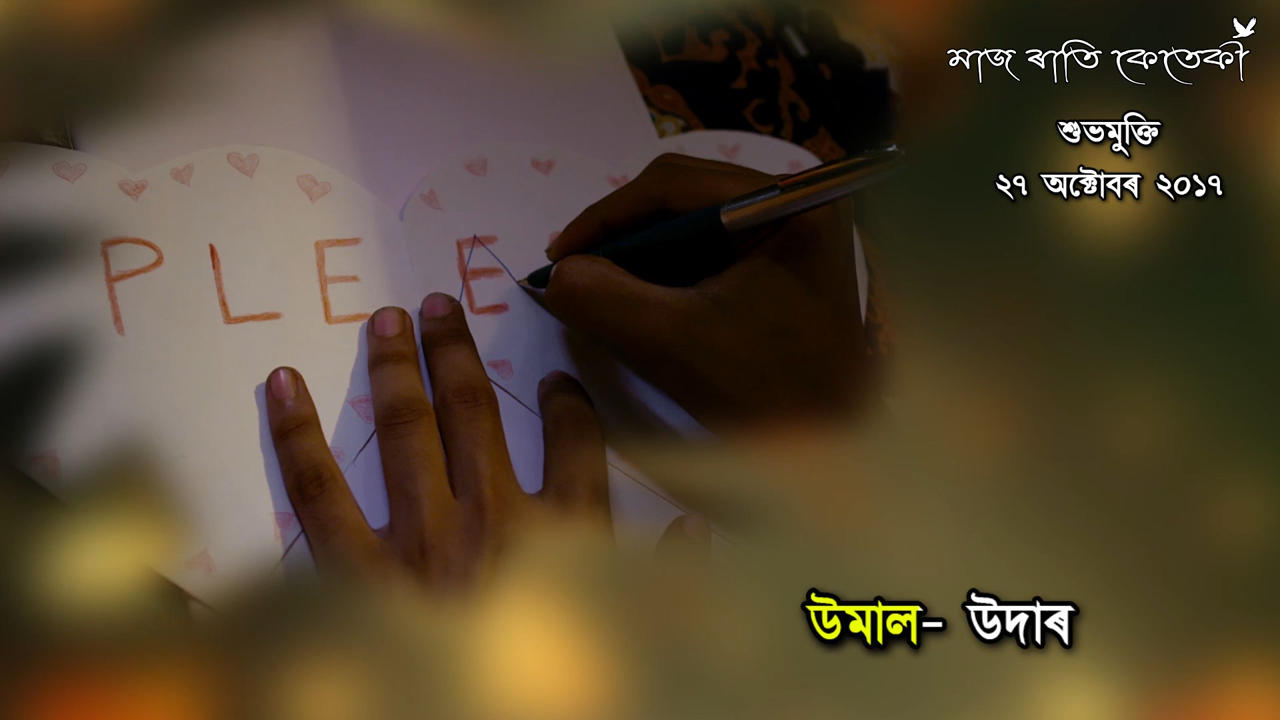 মাজ ৰাতি কেতেকী
শুভমুক্তি
২৭ অক্টোবৰ ২০১৭
PLEE
উমাল- উদাৰ